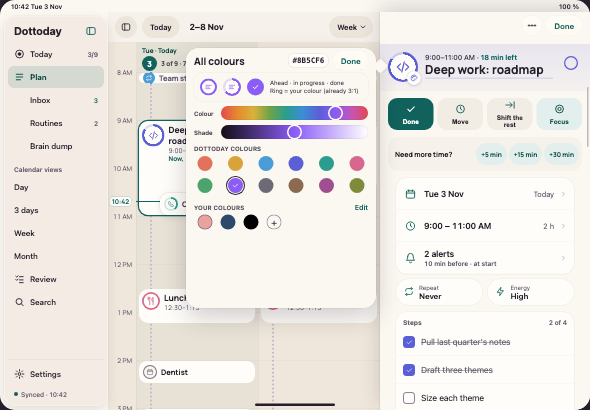 10:42 Tue 3 Nov
100 %
Dottoday
Today
3/9
Plan
Inbox
3
Routines
2
Brain dump
Calendar views
Day
3 days
Week
Month
Review
Search
Settings
Synced · 10:42
Today
2–8 Nov
Week
Tue · Today
3
3 of 9 · 7
8 AM
Team st
9 AM
Deep
road
9:00–
Now,
10 AM
10:42
11 AM
12 PM
Lunch
12:30–1:15
12:30–1:15
1 PM
2 PM
Dentist
3 PM
All colours
#8B5CF6
Done
Ahead · in progress · done
Ring = your colour (already 3:1)
Colour
Shade
DOTTODAY COLOURS
YOUR COLOURS
Edit
Done
9:00–11:00 AM · 18 min left
Deep work: roadmap
Done
Move
Shift the
rest
Focus
Need more time?
+5 min
+15 min
+30 min
Tue 3 Nov
Today
9:00 – 11:00 AM
2 h
2 alerts
10 min before · at start
Repeat
Never
Energy
High
Steps
2 of 4
Pull last quarter's notes
Draft three themes
Size each theme